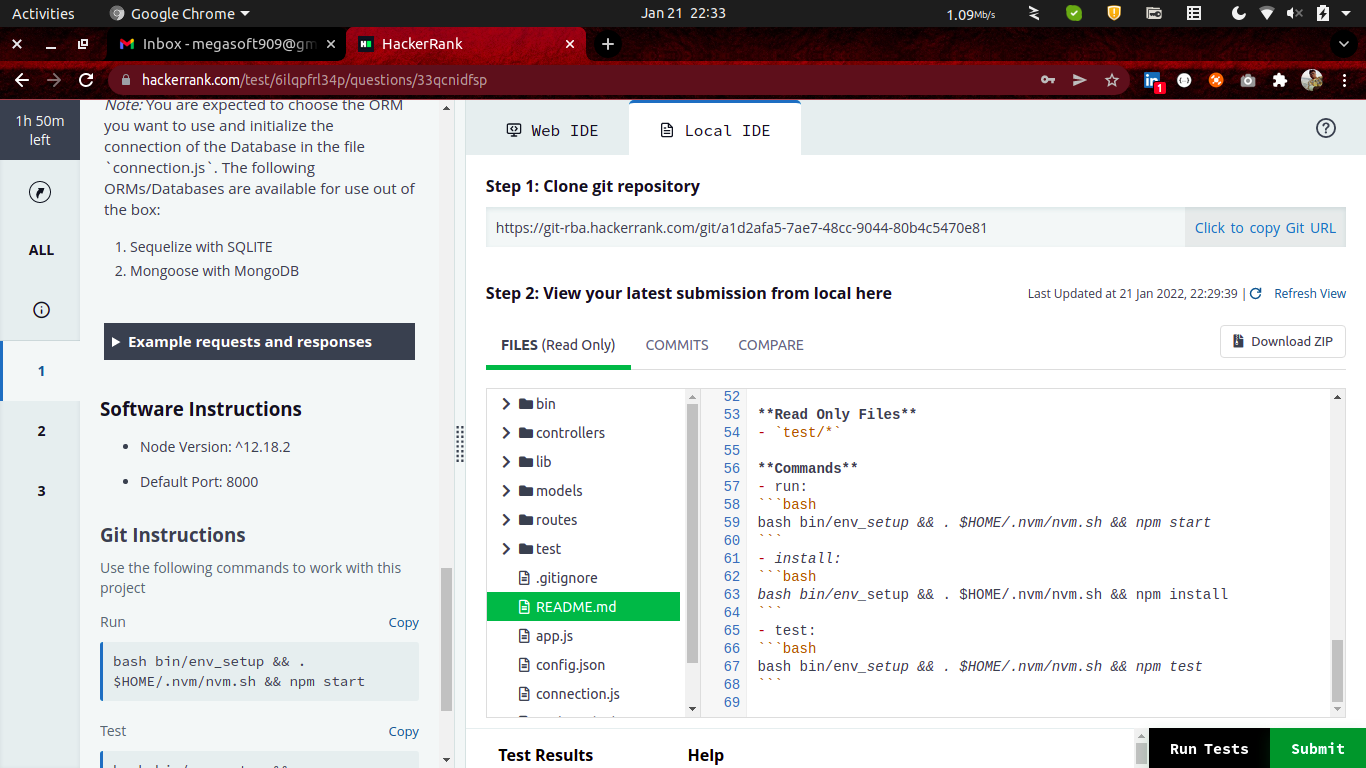 Activities
Google Chrome
Jan 21 22:33
1.09Mb/s
Inbox - megasoft909@gm
HackerRank
hackerrank.com/test/6ilqpfrl34p/questions/33qcnidfsp
1
1h 50m
left
ALL
1
2
3
Note: You are expected to choose the ORM
you want to use and initialize the
connection of the Database in the file
`connection.js`. The following
ORMs/Databases are available for use out of
the box:
1. Sequelize with SQLITE
2. Mongoose with MongoDB
Example requests and responses
Software Instructions
• Node Version: ^12.18.2
• Default Port: 8000
Git Instructions
Use the following commands to work with this
project
Run
Copy
bash bin/env_setup && .
$HOME/.nvm/nvm.sh && npm start
Test
Copy
Web IDE
Local IDE
Step 1: Clone git repository
https://git-rba.hackerrank.com/git/a1d2afa5-7ae7-48cc-9044-80b4c5470e81
Click to copy Git URL
Step 2: View your latest submission from local here
Last Updated at 21 Jan 2022, 22:29:39 |
Refresh View
FILES (Read Only)
COMMITS
COMPARE
Download ZIP
bin
controllers
lib
models
routes
test
.gitignore
README.md
app.js
config.json
connection.js
52
53 **Read Only Files**
54 - `test/*`
55
56 **Commands**
57 - run:
58 ```bash
59 bash bin/env_setup && . $HOME/.nvm/nvm.sh && npm start
60 ```
61 - install:
62 ```bash
63 bash bin/env_setup && . $HOME/.nvm/nvm.sh && npm install
64 ```
65 - test:
66 ```bash
67 bash bin/env_setup && . $HOME/.nvm/nvm.sh && npm test
68 ```
69
Test Results
Help
Run Tests
Submit